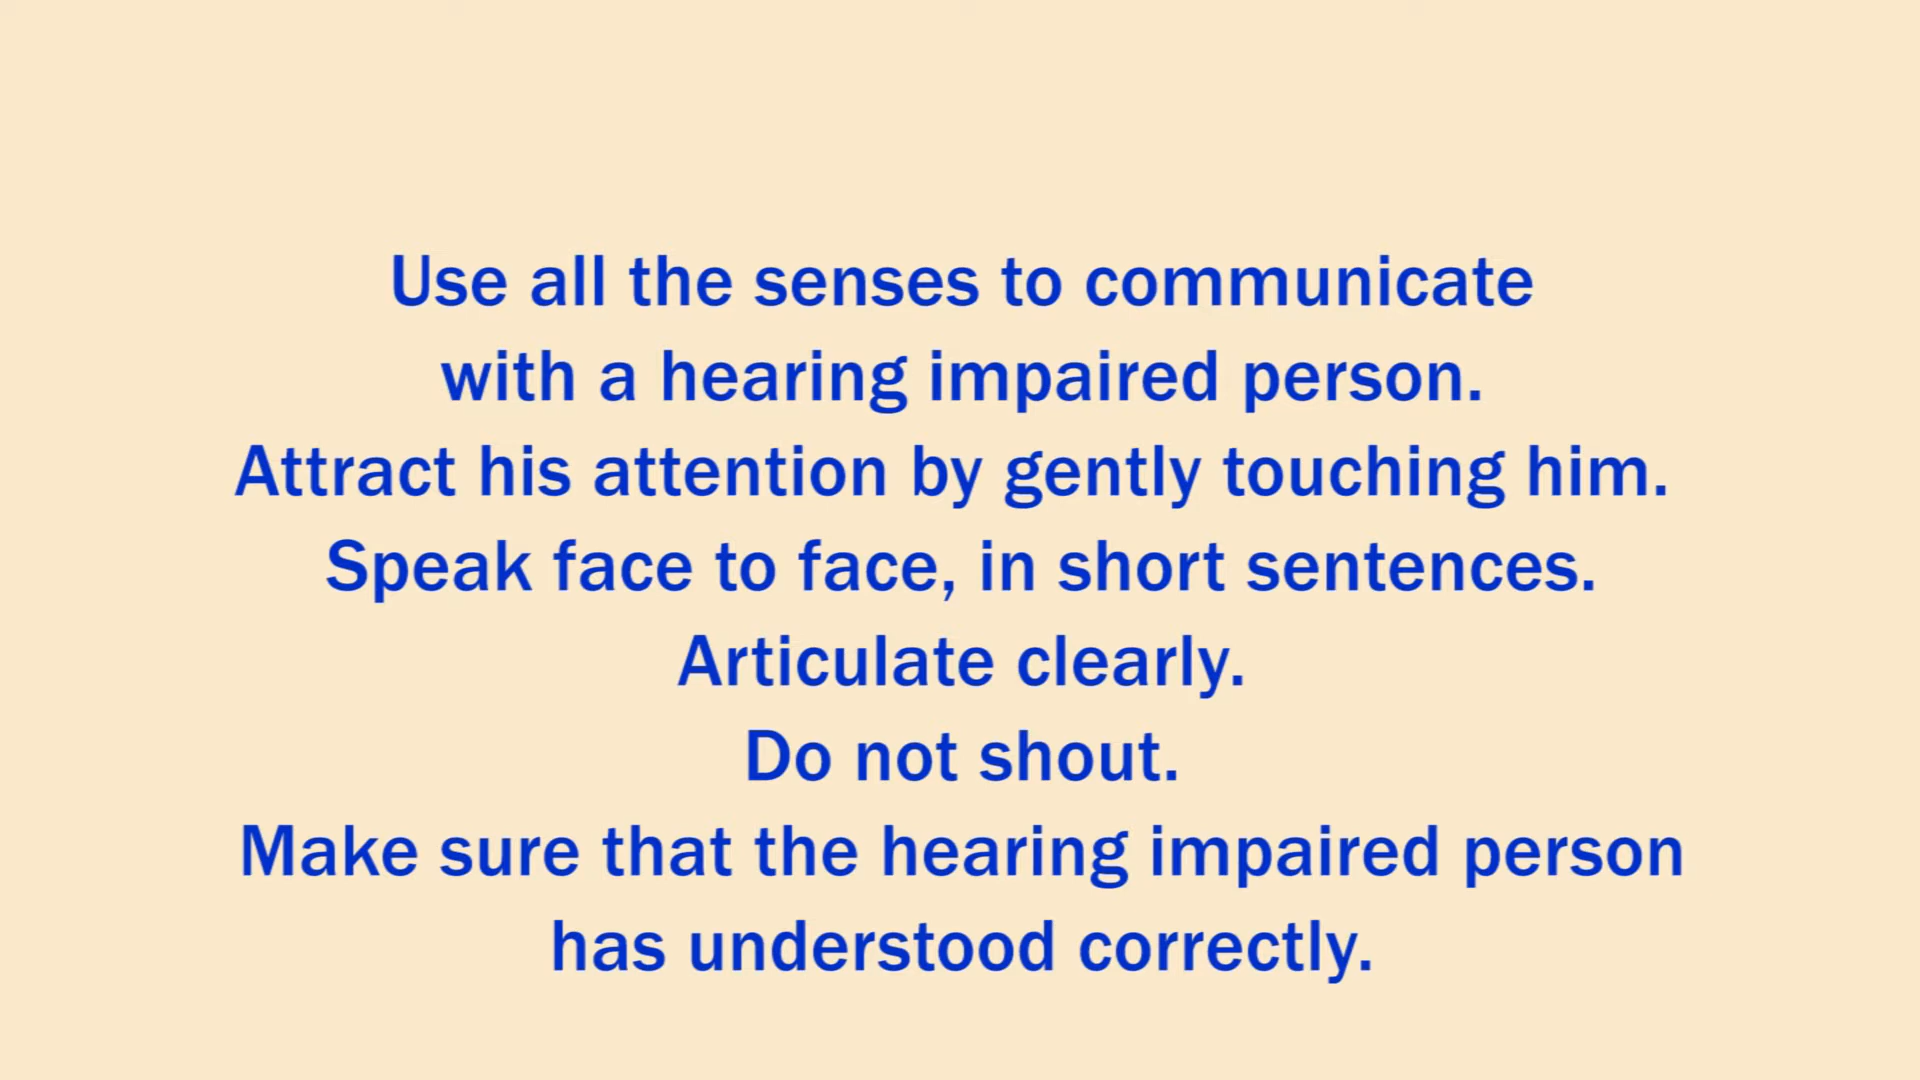 Use all the senses to communicate
with a hearing impaired person.
Attract his attention by gently touching him.
Speak face to face, in short sentences.
Articulate clearly.
Do not shout.
Make sure that the hearing impaired person
has understood correctly.